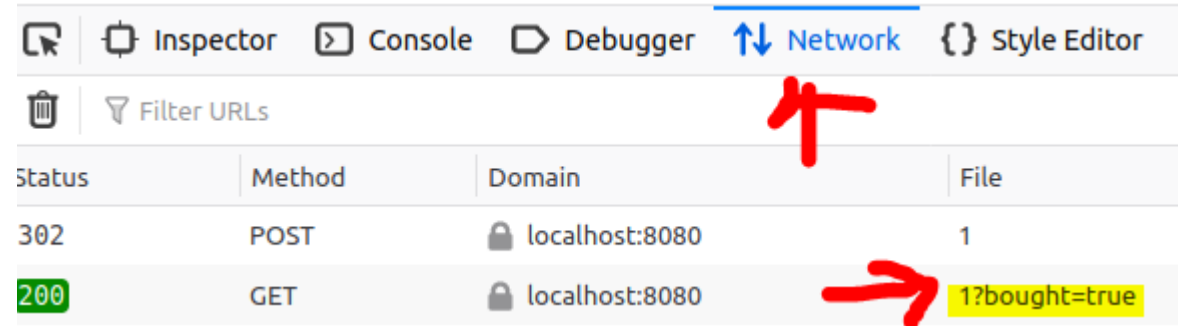 Inspector Console Debugger Network {} Style Editor
Filter URLs
Status Method Domain File
302 POST localhost:8080 1
200 GET localhost:8080 1?bought=true